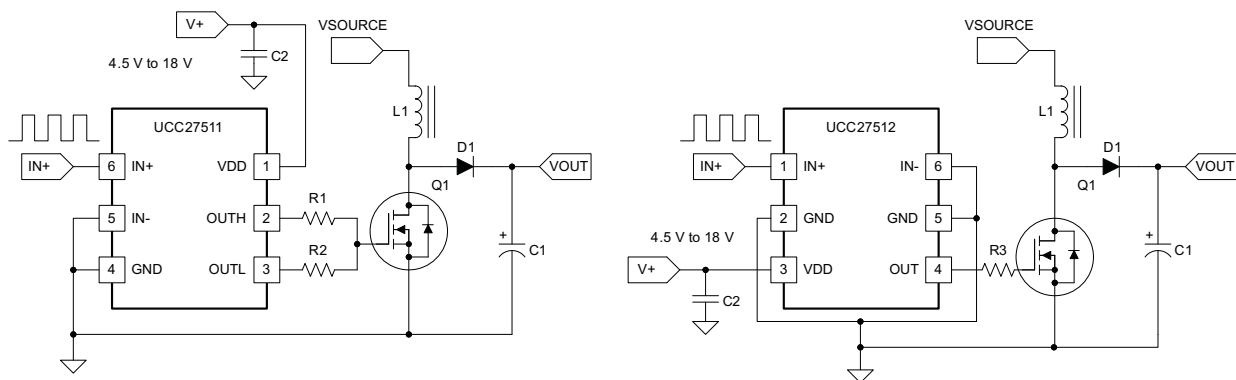 V+
VSOURCE
C2
4.5 V to 18 V
L1
UCC27511
IN+
6
IN+
VDD
1
D1
VOUT
Q1
R1
5
IN-
OUTH
2
R2
+
C1
4
GND
OUTL
3
VSOURCE
L1
UCC27512
IN+
1
IN+
IN-
6
D1
VOUT
Q1
2
GND
GND
5
4.5 V to 18 V
R3
+
C1
V+
3
VDD
OUT
4
C2